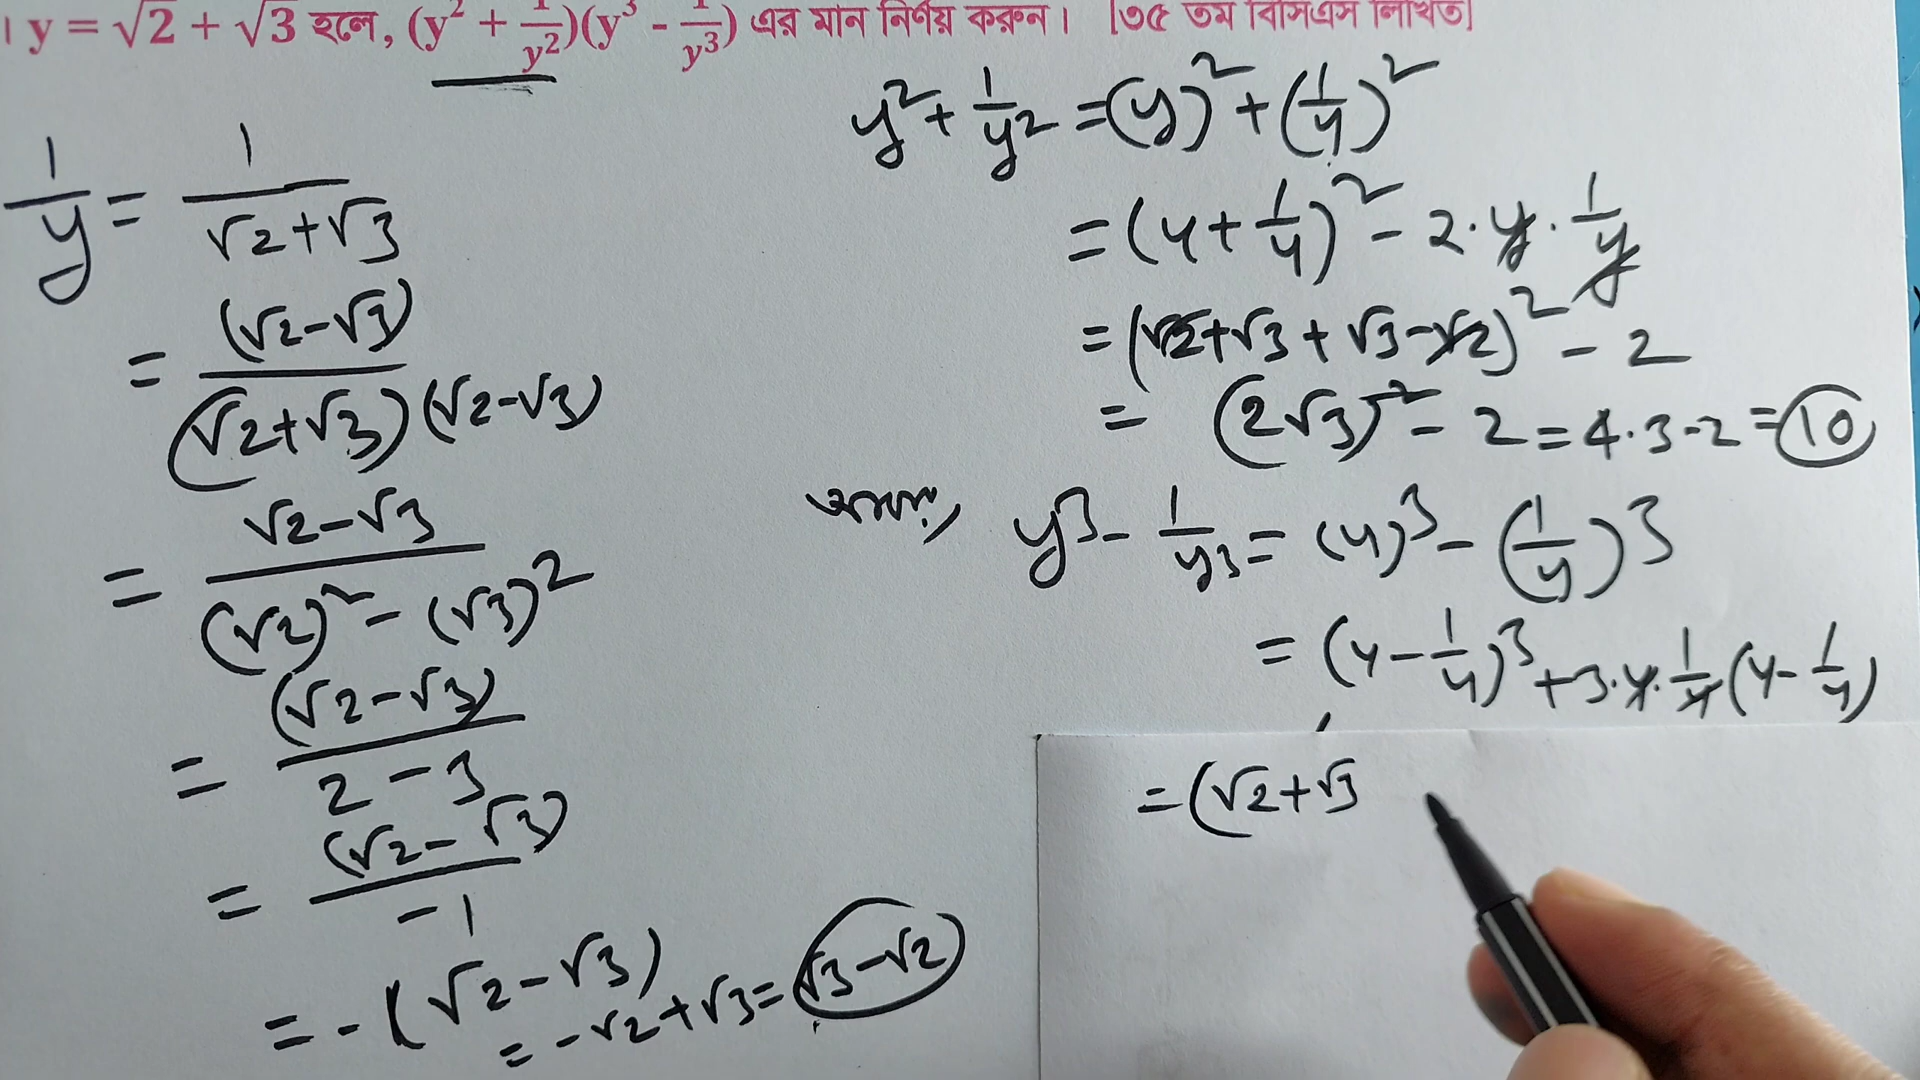 । y = √2 + √3 হলে, (y² + 1/y²)(y³ - 1/y³) এর মান নির্ণয় করুন। [৩৫ তম বিসিএস লিখিত]
1/y = 1/(√2+√3)
= (√2-√3)/((√2+√3)(√2-√3))
= (√2-√3)/((√2)²-(√3)²)
= (√2-√3)/(2-3)
= (√2-√3)/(-1)
= -(√2-√3)
= -√2+√3 = √3-√2
y² + 1/y² = (y)² + (1/y)²
= (y + 1/y)² - 2·y·1/y
= (√2+√3+√3-√2)² - 2
= (2√3)² - 2 = 4·3-2 = 10
y³ - 1/y³ = (y)³ - (1/y)³
= (y - 1/y)³ + 3·y·1/y (y - 1/y)
= (√2+√3